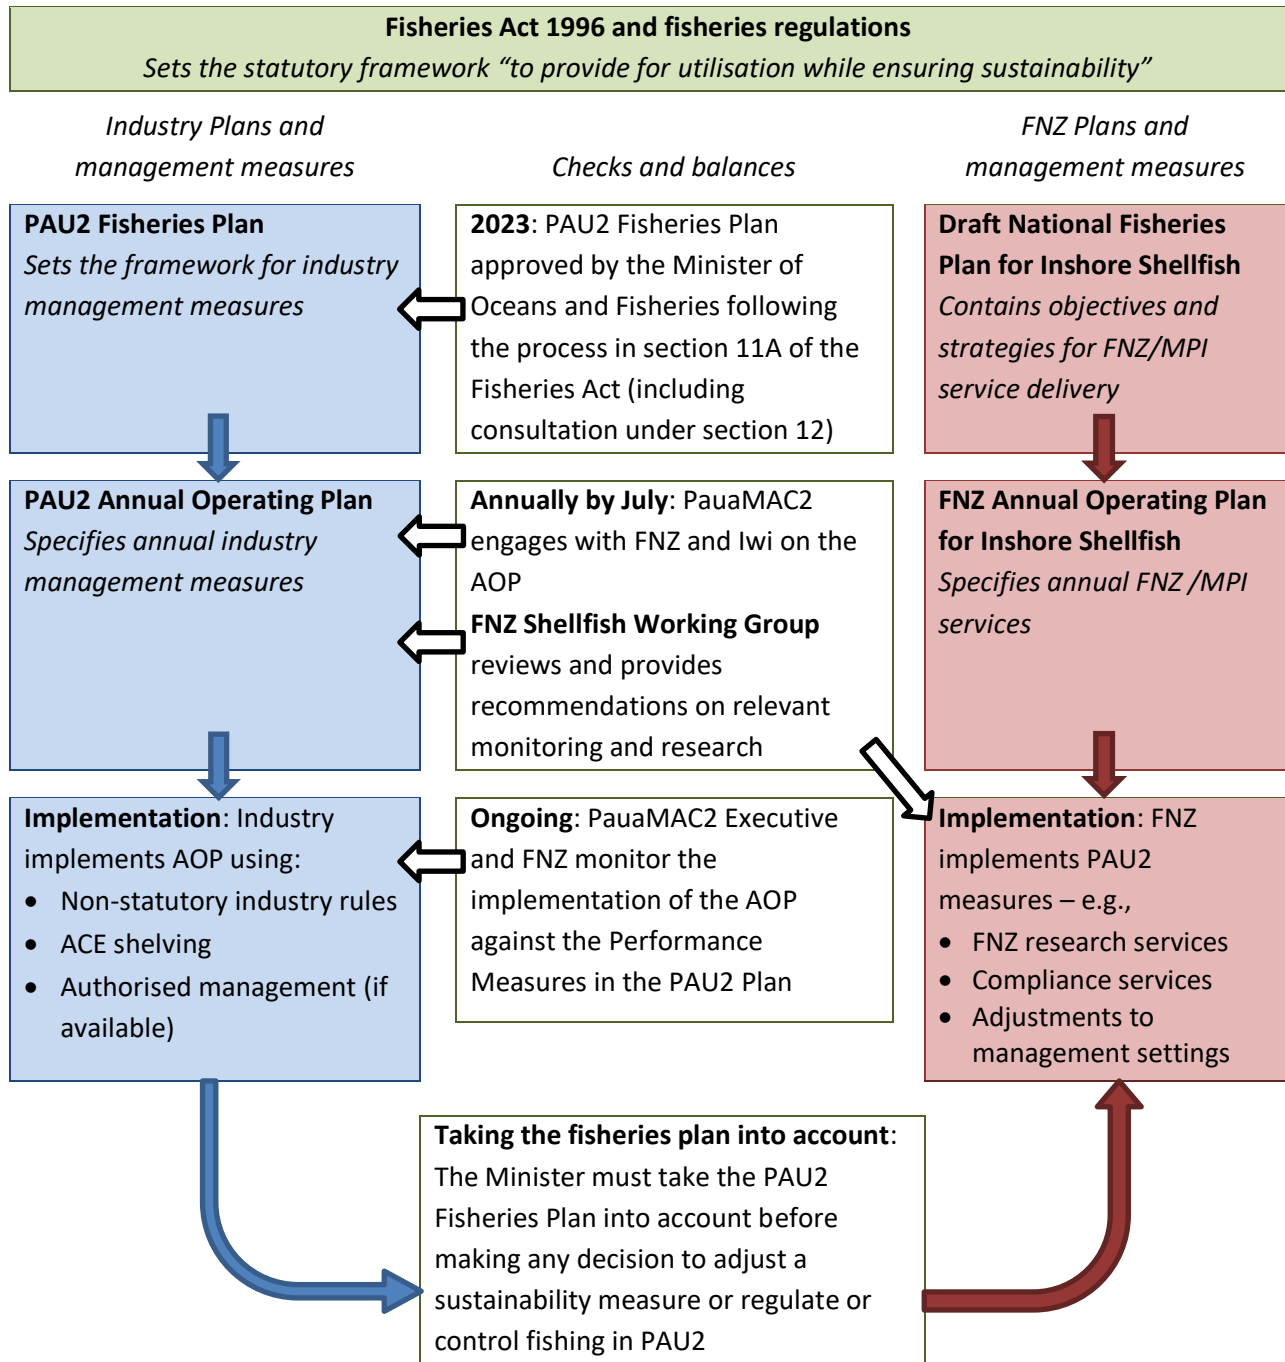 Fisheries Act 1996 and fisheries regulations
Sets the statutory framework “to provide for utilisation while ensuring sustainability”
Industry Plans and
management measures
Checks and balances
FNZ Plans and
management measures
PAU2 Fisheries Plan
Sets the framework for industry
management measures
2023: PAU2 Fisheries Plan
approved by the Minister of
Oceans and Fisheries following
the process in section 11A of the
Fisheries Act (including
consultation under section 12)
Draft National Fisheries
Plan for Inshore Shellfish
Contains objectives and
strategies for FNZ/MPI
service delivery
PAU2 Annual Operating Plan
Specifies annual industry
management measures
Annually by July: PauaMAC2
engages with FNZ and Iwi on the
AOP
FNZ Shellfish Working Group
reviews and provides
recommendations on relevant
monitoring and research
FNZ Annual Operating Plan
for Inshore Shellfish
Specifies annual FNZ /MPI
services
Implementation: Industry
implements AOP using:
• Non-statutory industry rules
• ACE shelving
• Authorised management (if
available)
Ongoing: PauaMAC2 Executive
and FNZ monitor the
implementation of the AOP
against the Performance
Measures in the PAU2 Plan
Implementation: FNZ
implements PAU2
measures – e.g.,
• FNZ research services
• Compliance services
• Adjustments to
management settings
Taking the fisheries plan into account:
The Minister must take the PAU2
Fisheries Plan into account before
making any decision to adjust a
sustainability measure or regulate or
control fishing in PAU2